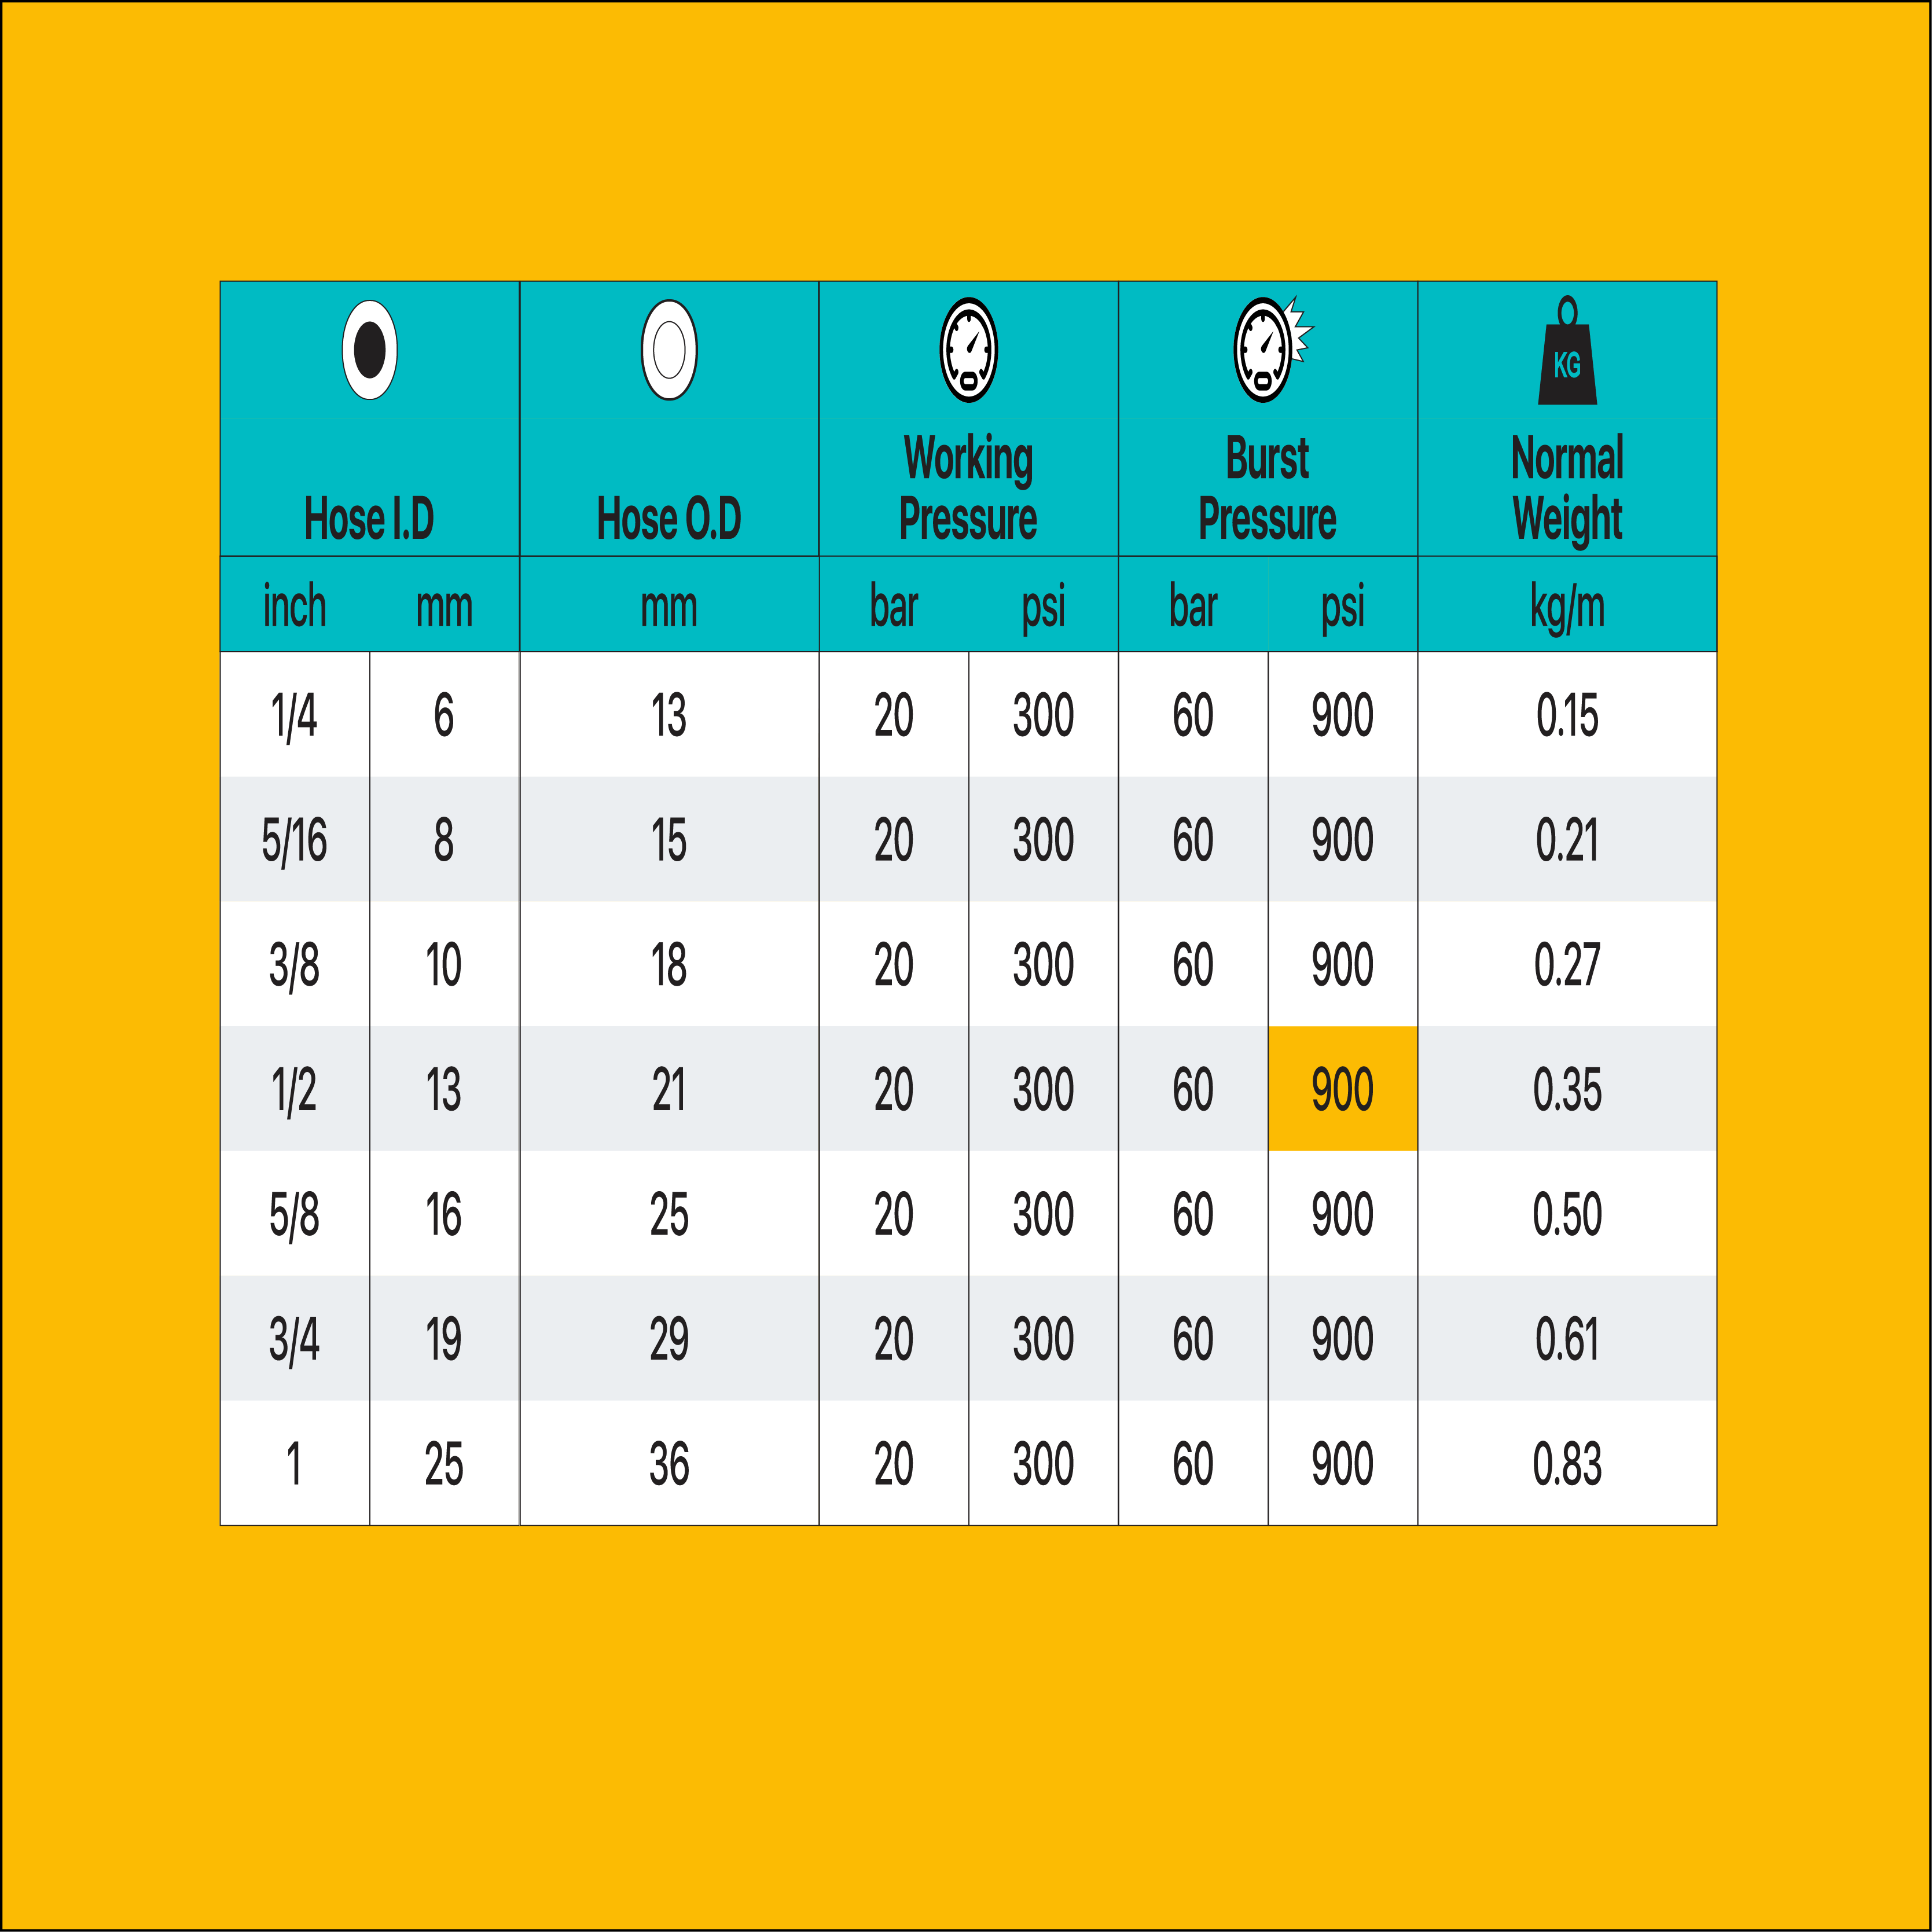 KG
Hose I.D Hose O.D Working Pressure Burst Pressure Normal Weight
inch mm mm bar psi bar psi kg/m
1/4 6 13 20 300 60 900 0.15
5/16 8 15 20 300 60 900 0.21
3/8 10 18 20 300 60 900 0.27
1/2 13 21 20 300 60 900 0.35
5/8 16 25 20 300 60 900 0.50
3/4 19 29 20 300 60 900 0.61
1 25 36 20 300 60 900 0.83